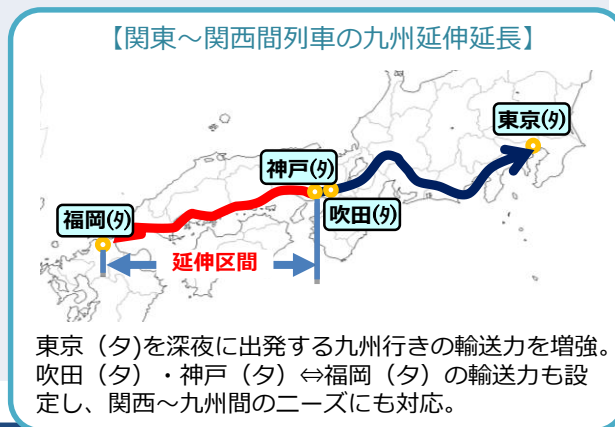 【関東～関西間列車の九州延伸延長】
東京(タ)
神戸(タ)
福岡(タ)
吹田(タ)
延伸区間
東京（タ)を深夜に出発する九州行きの輸送力を増強。
吹田（タ）・神戸（タ）⇔福岡（タ）の輸送力も設
定し、関西～九州間のニーズにも対応。